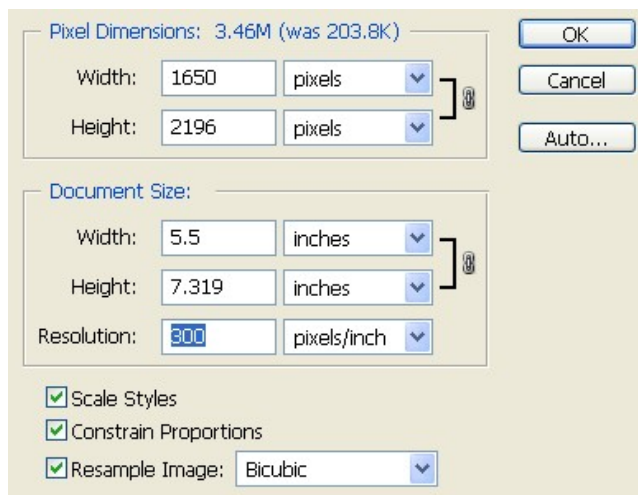 Pixel Dimensions: 3.46M (was 203.8K)
OK
Width: 1650 pixels
Cancel
Height: 2196 pixels
Auto...
Document Size:
Width: 5.5 inches
Height: 7.319 inches
Resolution: 300 pixels/inch
Scale Styles
Constrain Proportions
Resample Image: Bicubic